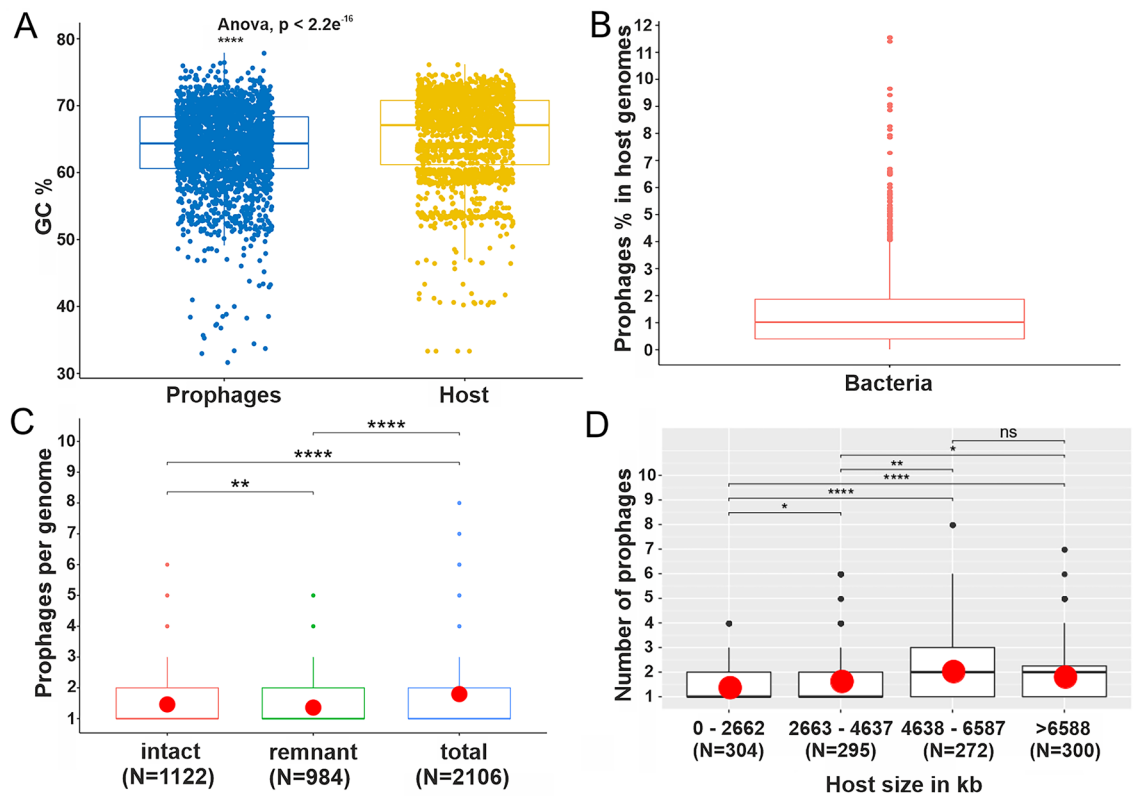 A
Anova, p < 2.2e-16
****
80
70
60
50
40
30
GC %
Prophages
Host
B
12
11
10
9
8
7
6
5
4
3
2
1
0
Prophages % in host genomes
Bacteria
C
10
9
8
7
6
5
4
3
2
1
Prophages per genome
****
****
**
intact
(N=1122)
remnant
(N=984)
total
(N=2106)
D
10
9
8
7
6
5
4
3
2
1
Number of prophages
ns
*
**
****
****
*
0 - 2662
(N=304)
2663 - 4637
(N=295)
4638 - 6587
(N=272)
>6588
(N=300)
Host size in kb